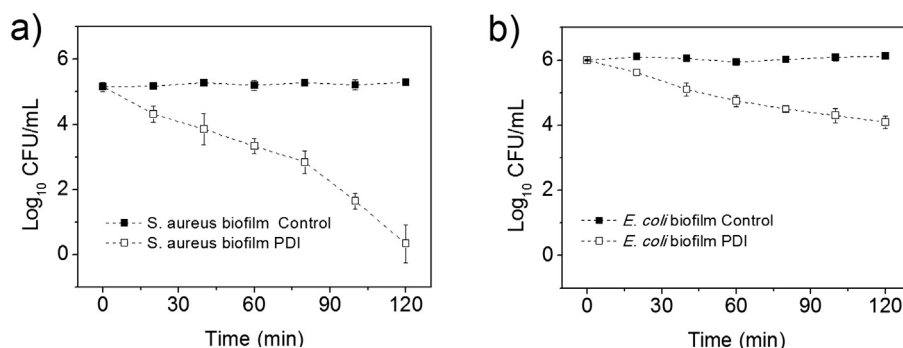 a)
Log10 CFU/mL
6
4
2
0
S. aureus biofilm Control
S. aureus biofilm PDI
0 30 60 90 120
Time (min)
b)
Log10 CFU/mL
6
4
2
0
E. coli biofilm Control
E. coli biofilm PDI
0 30 60 90 120
Time (min)